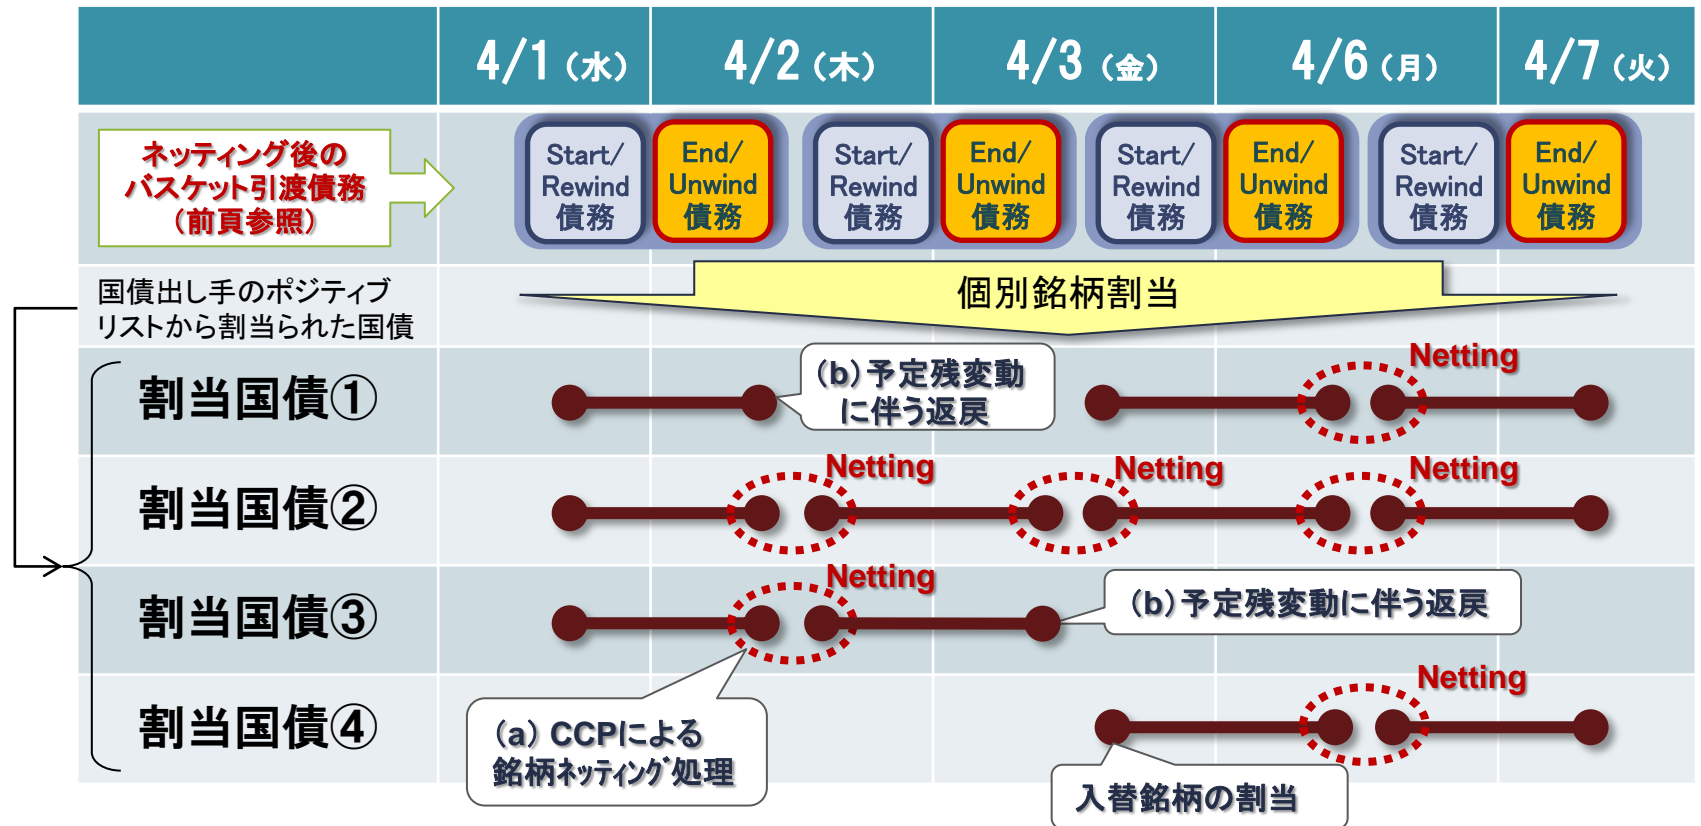 4/1（水）
4/2（木）
4/3（金）
4/6（月）
4/7（火）
ネッティング後の
バスケット引渡債務
（前頁参照）
Start/
Rewind
債務
End/
Unwind
債務
Start/
Rewind
債務
End/
Unwind
債務
Start/
Rewind
債務
End/
Unwind
債務
Start/
Rewind
債務
End/
Unwind
債務
国債出し手のポジティブ
リストから割当られた国債
個別銘柄割当
割当国債①
（b）予定残変動
に伴う返戻
Netting
割当国債②
Netting
Netting
Netting
割当国債③
Netting
（b）予定残変動に伴う返戻
割当国債④
（a） CCPによる
銘柄ネッティング処理
Netting
入替銘柄の割当